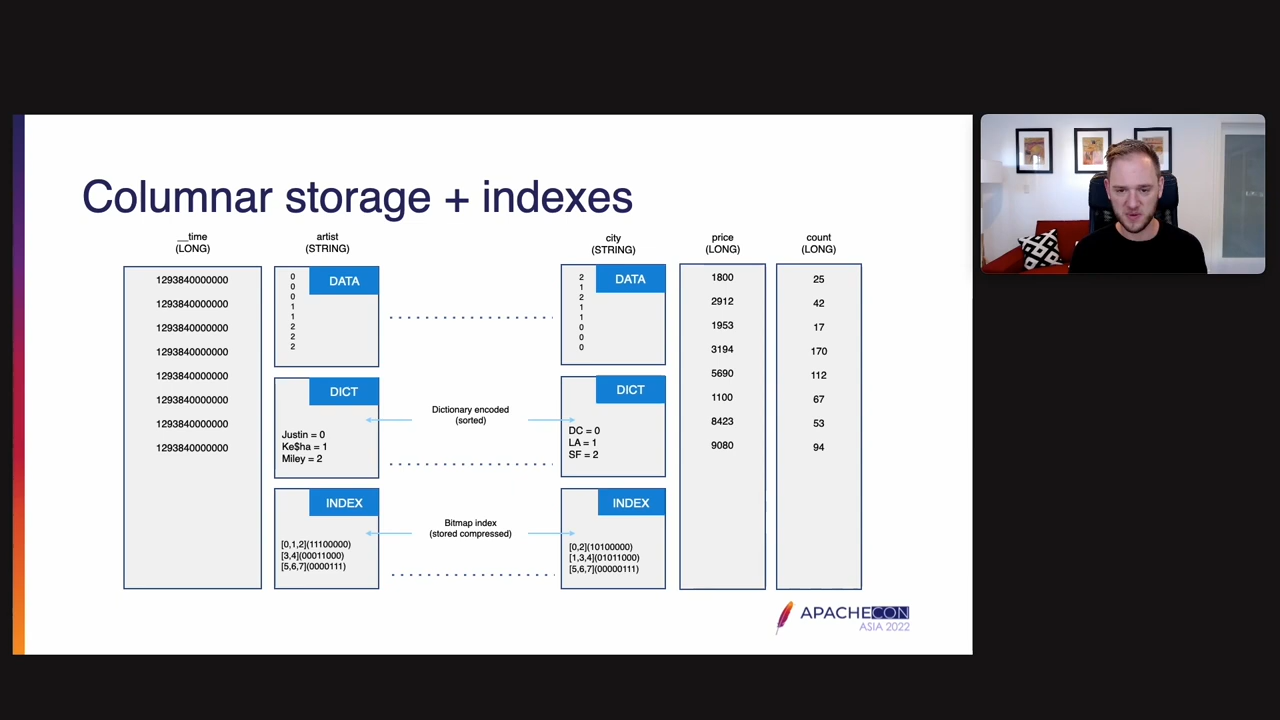 Columnar storage + indexes
__time
(LONG)
1293840000000
1293840000000
1293840000000
1293840000000
1293840000000
1293840000000
1293840000000
1293840000000
artist
(STRING)
DATA
0
0
0
1
1
2
2
2
DICT
Justin = 0
Ke$ha = 1
Miley = 2
INDEX
[0,1,2](11100000)
[3,4](00011000)
[5,6,7](0000111)
Dictionary encoded
(sorted)
Bitmap index
(stored compressed)
city
(STRING)
DATA
2
1
2
1
1
0
0
0
DICT
DC = 0
LA = 1
SF = 2
INDEX
[0,2](10100000)
[1,3,4](01011000)
[5,6,7](00000111)
price
(LONG)
1800
2912
1953
3194
5690
1100
8423
9080
count
(LONG)
25
42
17
170
112
67
53
94
APACHECON
ASIA 2022